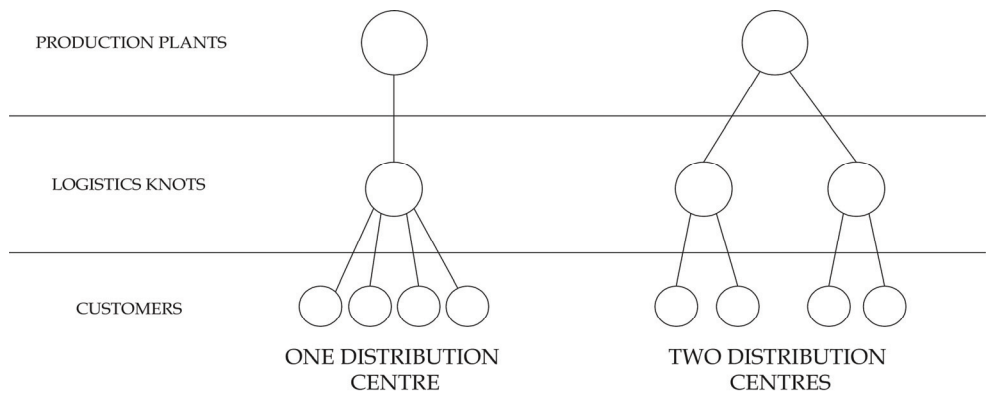 PRODUCTION PLANTS
LOGISTICS KNOTS
CUSTOMERS
ONE DISTRIBUTION
CENTRE
TWO DISTRIBUTION
CENTRES